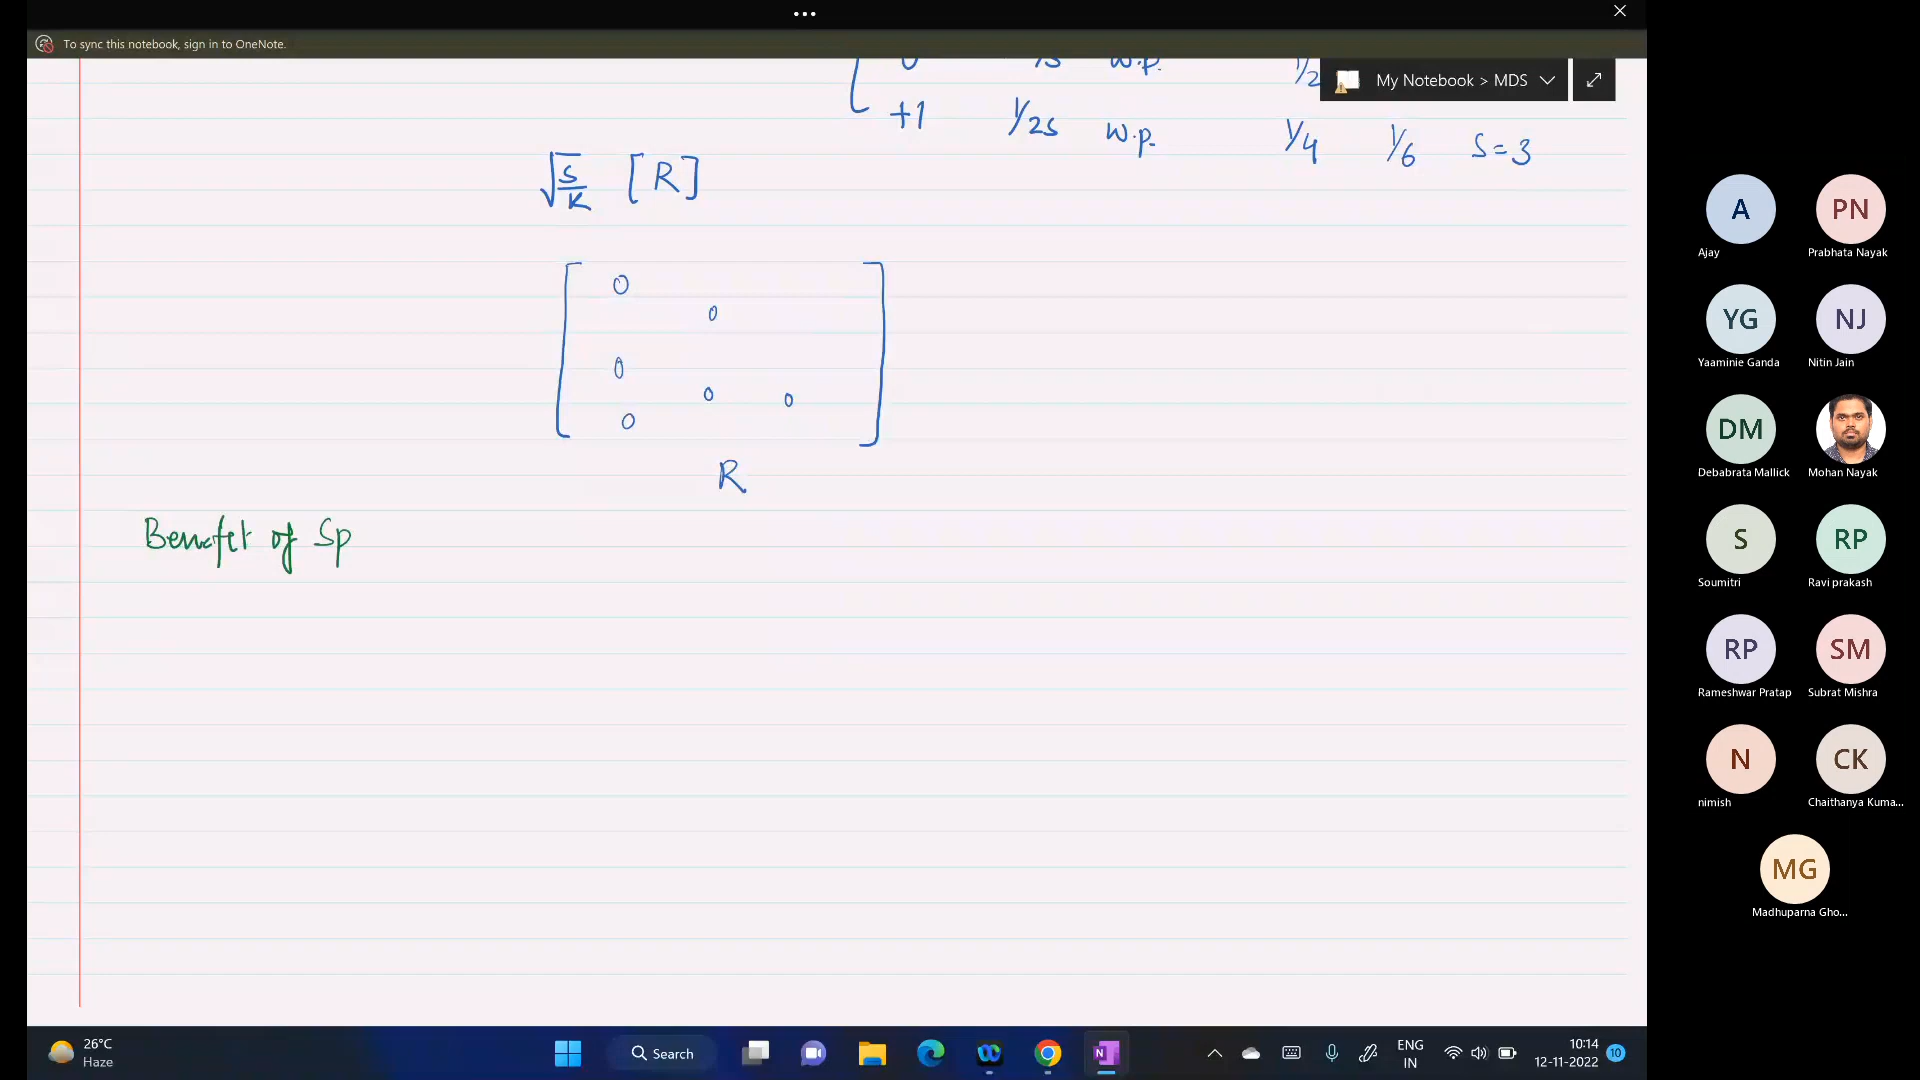 To sync this notebook, sign in to OneNote.
My Notebook > MDS
w.p. 1/2
+1 1/2s w.p. 1/4 1/6 S=3
√S/K [R]
0
0
0
0 0
0
R
Benefit of Sp
A PN
Ajay Prabhata Nayak
YG NJ
Yaaminie Ganda Nitin Jain
DM
Debabrata Mallick Mohan Nayak
S RP
Soumitri Ravi prakash
RP SM
Rameshwar Pratap Subrat Mishra
N CK
nimish Chaithanya Kuma...
MG
Madhuparna Gho...
26°C
Haze
Search
ENG
IN
10:14
12-11-2022
10